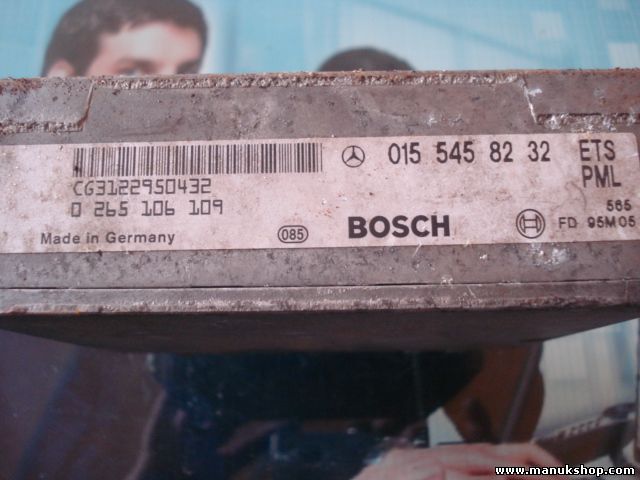 015 545 82 32 ETS
CG3122950432 PML
0 265 106 109 565
Made in Germany 085 BOSCH FD 95M05
www.manukshop.com